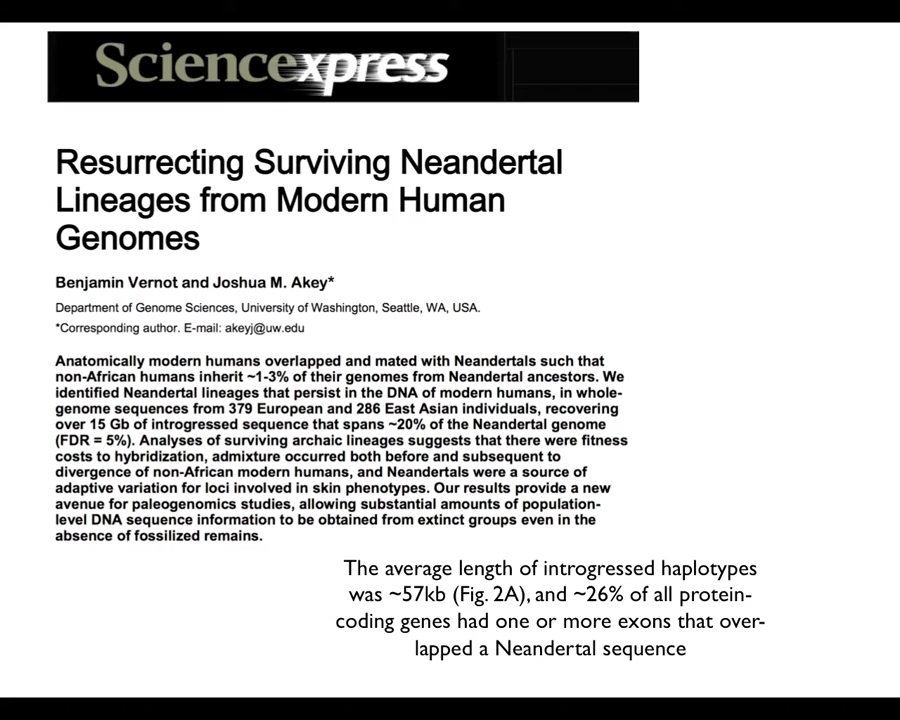 Sciencexpress
Resurrecting Surviving Neandertal
Lineages from Modern Human
Genomes
Benjamin Vernot and Joshua M. Akey*
Department of Genome Sciences, University of Washington, Seattle, WA, USA.
*Corresponding author. E-mail: akeyj@uw.edu
Anatomically modern humans overlapped and mated with Neandertals such that
non-African humans inherit ~1-3% of their genomes from Neandertal ancestors. We
identified Neandertal lineages that persist in the DNA of modern humans, in whole-
genome sequences from 379 European and 286 East Asian individuals, recovering
over 15 Gb of introgressed sequence that spans ~20% of the Neandertal genome
(FDR = 5%). Analyses of surviving archaic lineages suggests that there were fitness
costs to hybridization, admixture occurred both before and subsequent to
divergence of non-African modern humans, and Neandertals were a source of
adaptive variation for loci involved in skin phenotypes. Our results provide a new
avenue for paleogenomics studies, allowing substantial amounts of population-
level DNA sequence information to be obtained from extinct groups even in the
absence of fossilized remains.
The average length of introgressed haplotypes
was ~57kb (Fig. 2A), and ~26% of all protein-
coding genes had one or more exons that over-
lapped a Neandertal sequence